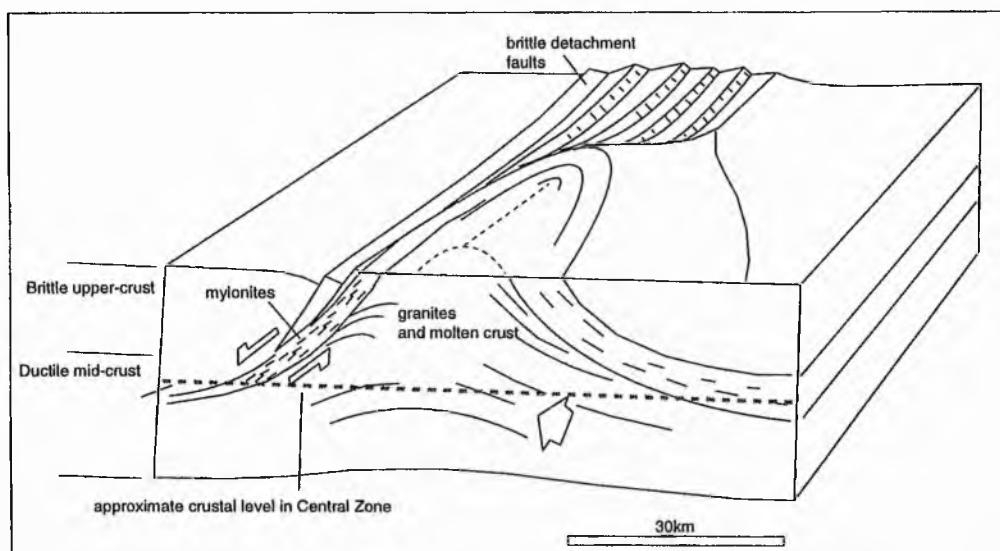 brittle detachment
faults
Brittle upper-crust
mylonites
granites
and molten crust
Ductile mid-crust
approximate crustal level in Central Zone
30km